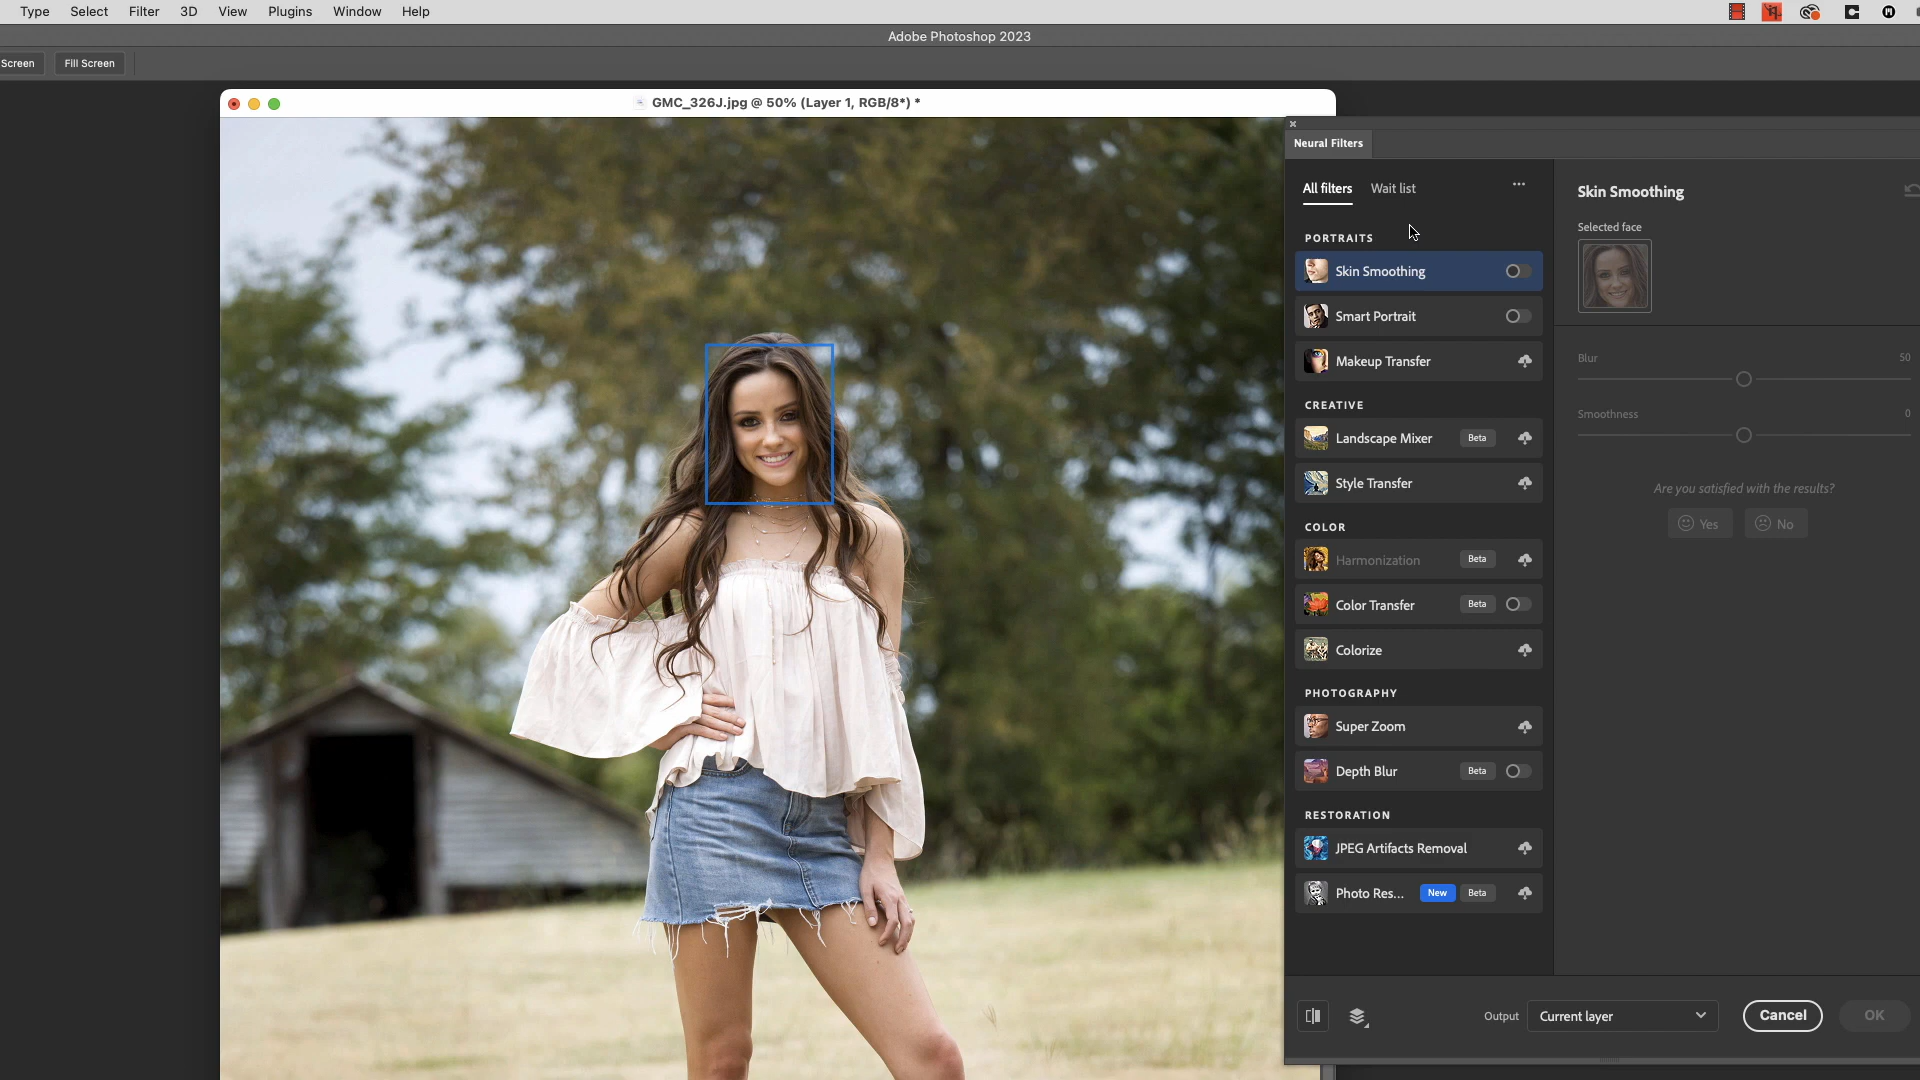 Type Select Filter 3D View Plugins Window Help
Adobe Photoshop 2023
Screen Fill Screen
GMC_326J.jpg @ 50% (Layer 1, RGB/8*) *
Neural Filters
All filters Wait list
PORTRAITS
Skin Smoothing
Smart Portrait
Makeup Transfer
CREATIVE
Landscape Mixer Beta
Style Transfer
COLOR
Harmonization Beta
Color Transfer Beta
Colorize
PHOTOGRAPHY
Super Zoom
Depth Blur Beta
RESTORATION
JPEG Artifacts Removal
Photo Res... New Beta
Skin Smoothing
Selected face
Blur 50
Smoothness 0
Are you satisfied with the results?
Yes No
Output Current layer Cancel OK